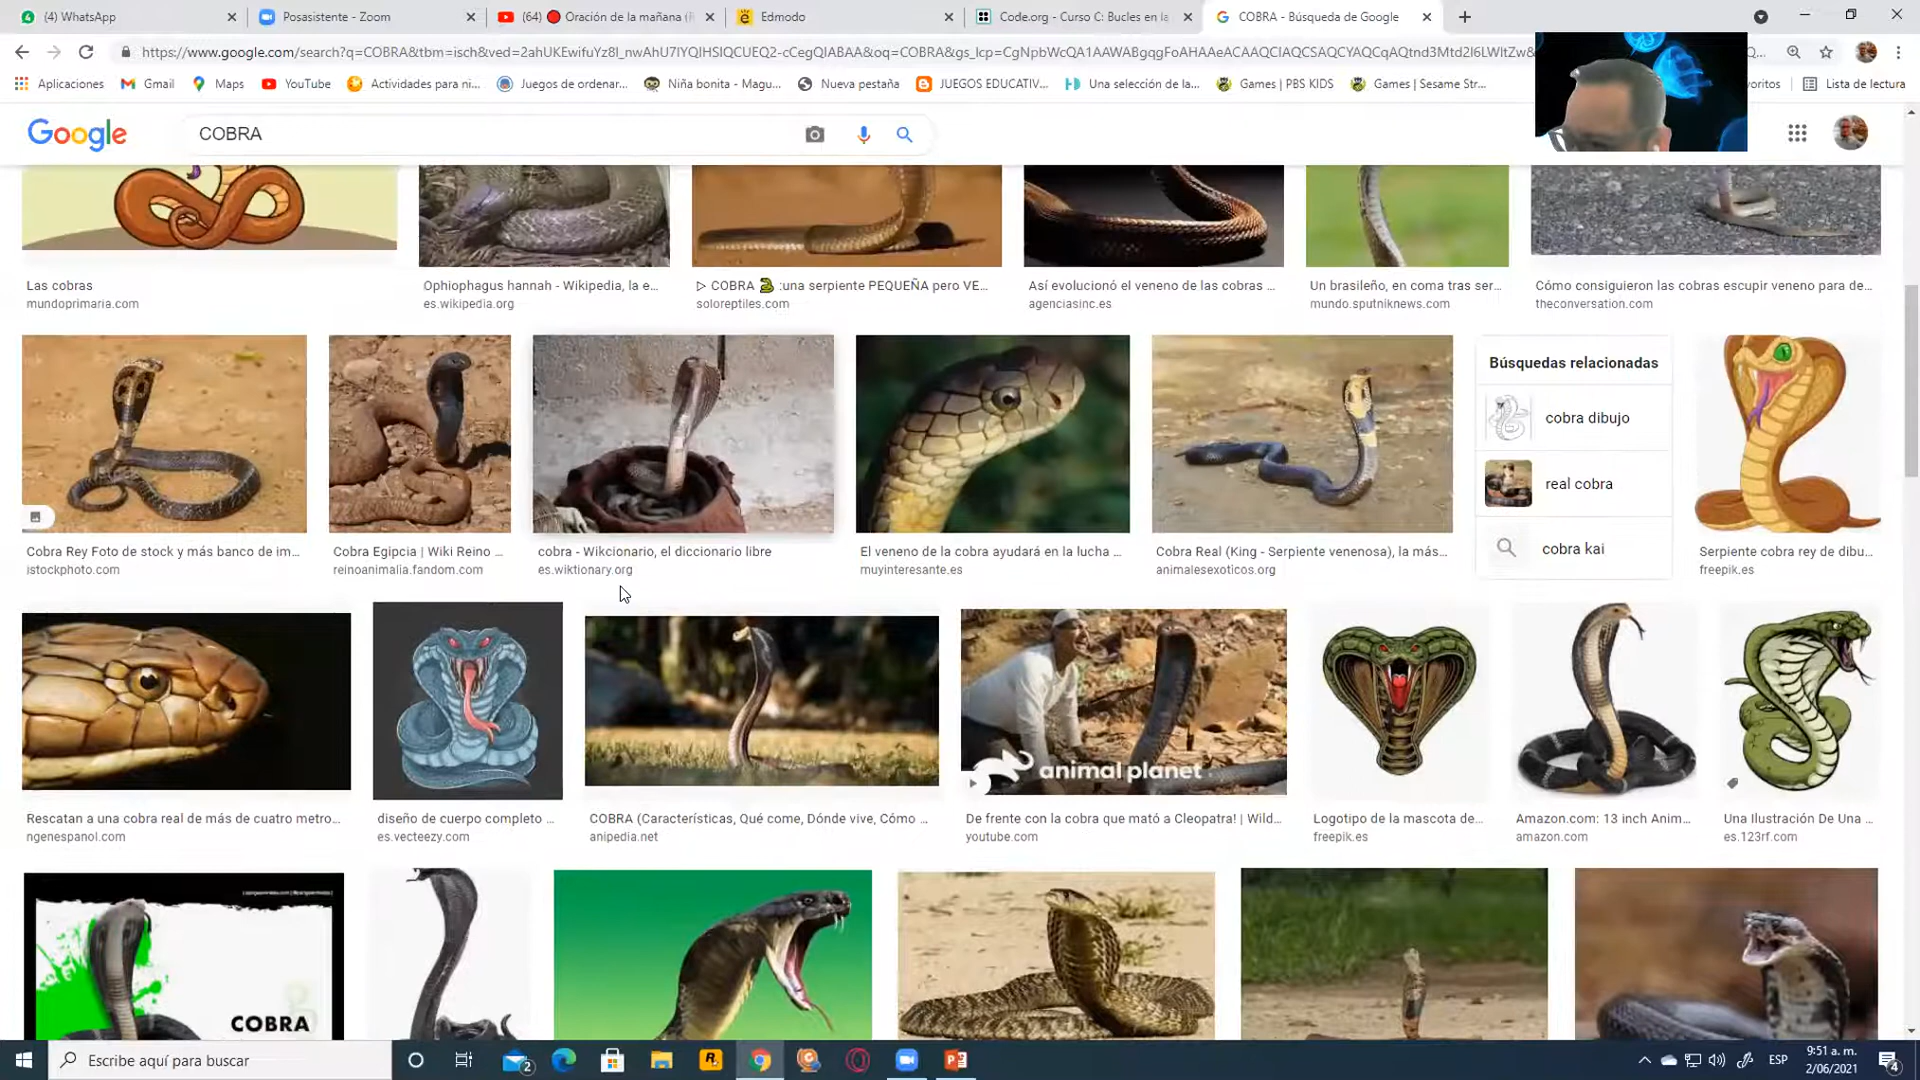 (4) WhatsApp
Posasistente - Zoom
(64) 🔴 Oración de la mañana (R
Edmodo
Code.org - Curso C: Bucles en la
COBRA - Búsqueda de Google
https://www.google.com/search?q=COBRA&tbm=isch&ved=
Aplicaciones
Gmail
Maps
YouTube
Actividades para ni...
Juegos de ordenar...
Niña bonita - Magu...
Nueva pestaña
JUEGOS EDUCATIV...
Una selección de la...
Games | PBS KIDS
Games | Sesame Str...
Lista de lectura
Google
COBRA
Las cobras
mundoprimaria.com
Ophiophagus hannah - Wikipedia, la e...
es.wikipedia.org
▷ COBRA 🐍 :una serpiente PEQUEÑA pero VE...
soloreptiles.com
Así evolucionó el veneno de las cobras ...
agenciasinc.es
Un brasileño, en coma tras ser...
mundo.sputniknews.com
Cómo consiguieron las cobras escupir veneno para de...
theconversation.com
Cobra Rey Foto de stock y más banco de im...
istockphoto.com
Cobra Egipcia | Wiki Reino ...
reinoanimalia.fandom.com
cobra - Wikcionario, el diccionario libre
es.wiktionary.org
El veneno de la cobra ayudará en la lucha ...
muyinteresante.es
Cobra Real (King - Serpiente venenosa), la más...
animalesexoticos.org
Búsquedas relacionadas
cobra dibujo
real cobra
cobra kai
Serpiente cobra rey de dibu...
freepik.es
animal planet
Rescatan a una cobra real de más de cuatro metro...
ngenespanol.com
diseño de cuerpo completo ...
es.vecteezy.com
COBRA (Características, Qué come, Dónde vive, Cómo ...
anipedia.net
De frente con la cobra que mató a Cleopatra! | Wild...
youtube.com
Logotipo de la mascota de...
freepik.es
Amazon.com: 13 inch Anim...
amazon.com
Una Ilustración De Una ...
es.123rf.com
COBRA
Escribe aquí para buscar
2
ESP
9:51 a. m.
2/06/2021
4